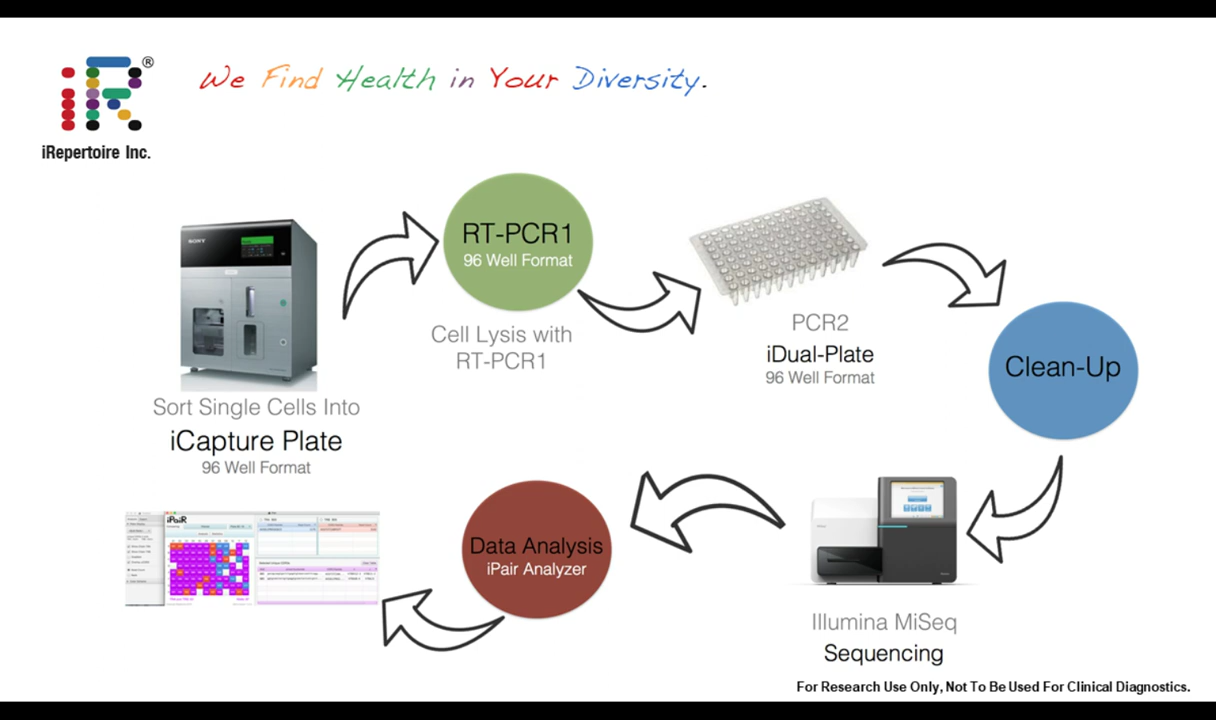 ®
We Find Health in Your Diversity.
iRepertoire Inc.
SONY
RT-PCR1
96 Well Format
Cell Lysis with
RT-PCR1
PCR2
iDual-Plate
96 Well Format
Clean-Up
Sort Single Cells Into
iCapture Plate
96 Well Format
iPaiR
Data Analysis
iPair Analyzer
Illumina MiSeq
Sequencing
For Research Use Only, Not To Be Used For Clinical Diagnostics.